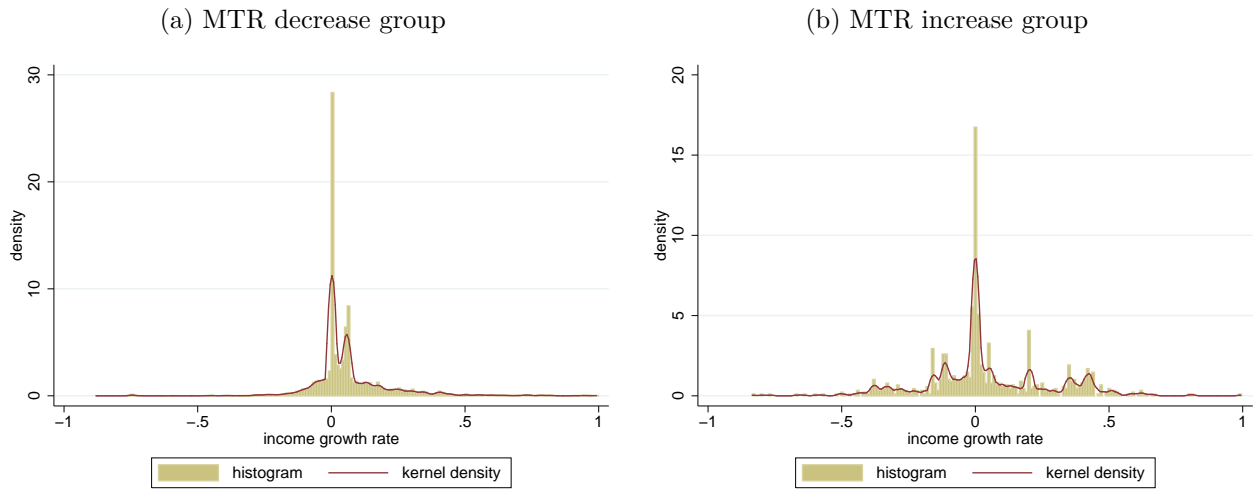 (a) MTR decrease group
30
20
10
0
density
−1
−.5
0
.5
1
income growth rate
histogram
kernel density
(b) MTR increase group
20
15
10
5
0
density
−1
−.5
0
.5
1
income growth rate
histogram
kernel density